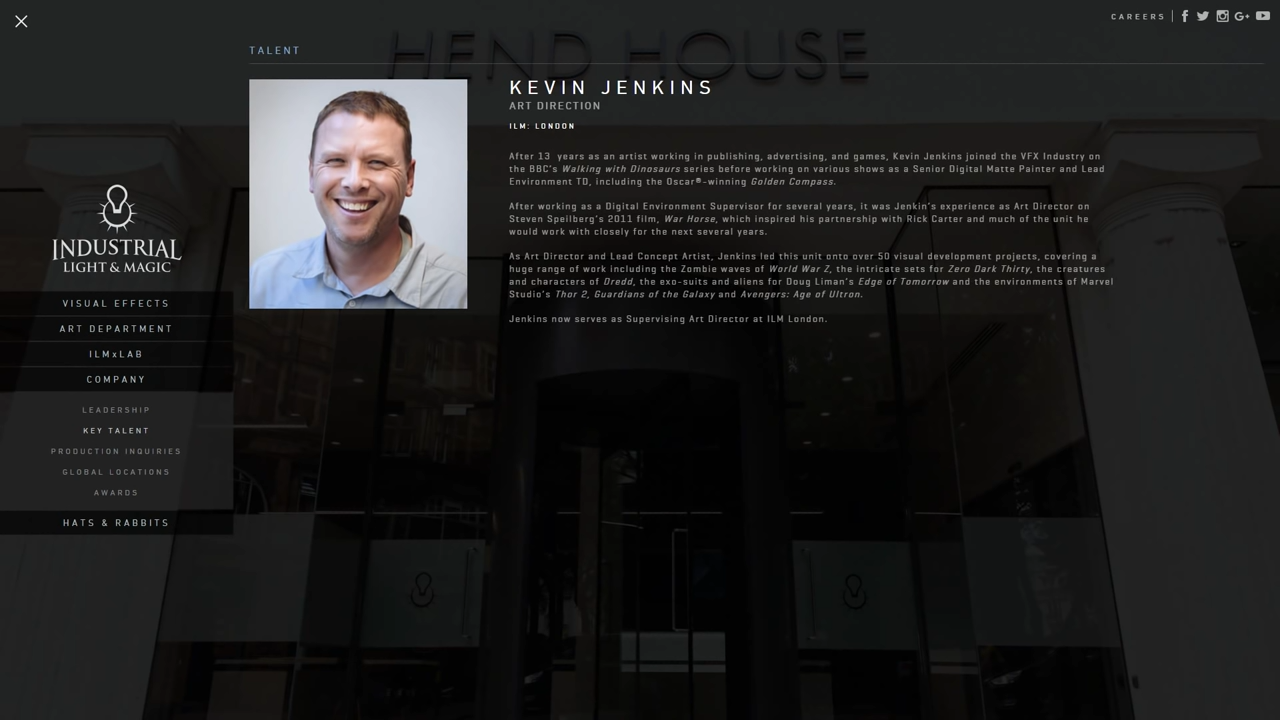 CAREERS
TALENT
HEND HOUSE
KEVIN JENKINS
ART DIRECTION
ILM: LONDON
After 13 years as an artist working in publishing, advertising, and games, Kevin Jenkins joined the VFX Industry on
the BBC's Walking with Dinosaurs series before working on various shows as a Senior Digital Matte Painter and Lead
Environment TD, including the Oscar®-winning Golden Compass.
After working as a Digital Environment Supervisor for several years, it was Jenkin's experience as Art Director on
Steven Speilberg's 2011 film, War Horse, which inspired his partnership with Rick Carter and much of the unit he
would work with closely for the next several years.
As Art Director and Lead Concept Artist, Jenkins led this unit onto over 50 visual development projects, covering a
huge range of work including the Zombie waves of World War Z, the intricate sets for Zero Dark Thirty, the creatures
and characters of Dredd, the exo-suits and aliens for Doug Liman's Edge of Tomorrow and the environments of Marvel
Studio's Thor 2, Guardians of the Galaxy and Avengers: Age of Ultron.
Jenkins now serves as Supervising Art Director at ILM London.
INDUSTRIAL
LIGHT & MAGIC
VISUAL EFFECTS
ART DEPARTMENT
ILMxLAB
COMPANY
LEADERSHIP
KEY TALENT
PRODUCTION INQUIRIES
GLOBAL LOCATIONS
AWARDS
HATS & RABBITS